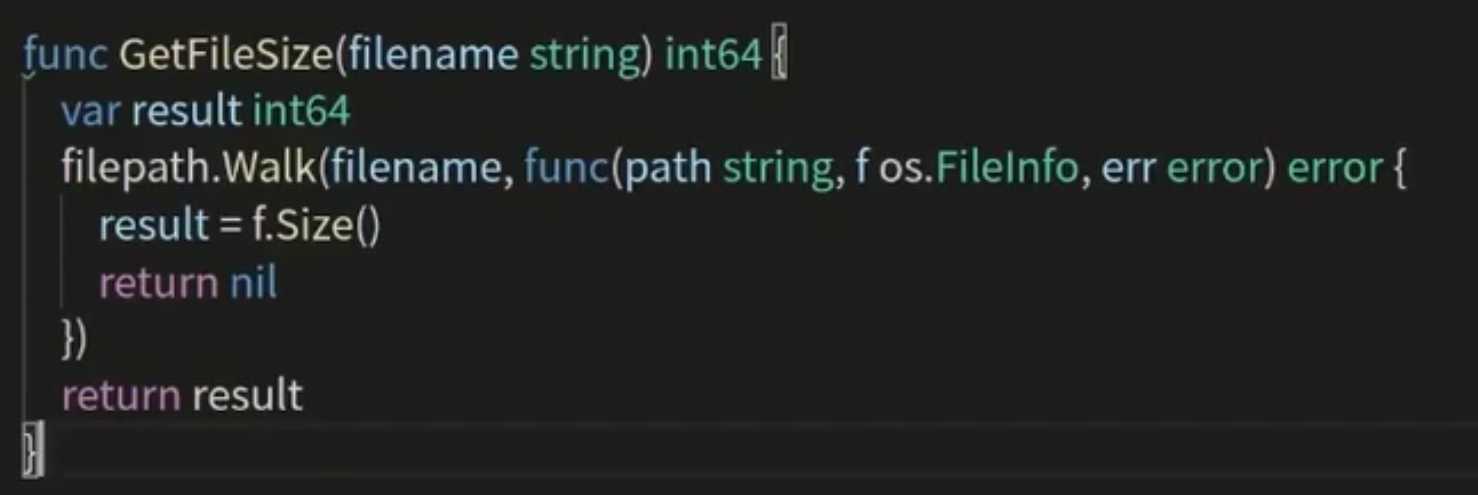 func GetFileSize(filename string) int64 {
    var result int64
    filepath.Walk(filename, func(path string, f os.FileInfo, err error) error {
        result = f.Size()
        return nil
    })
    return result
}